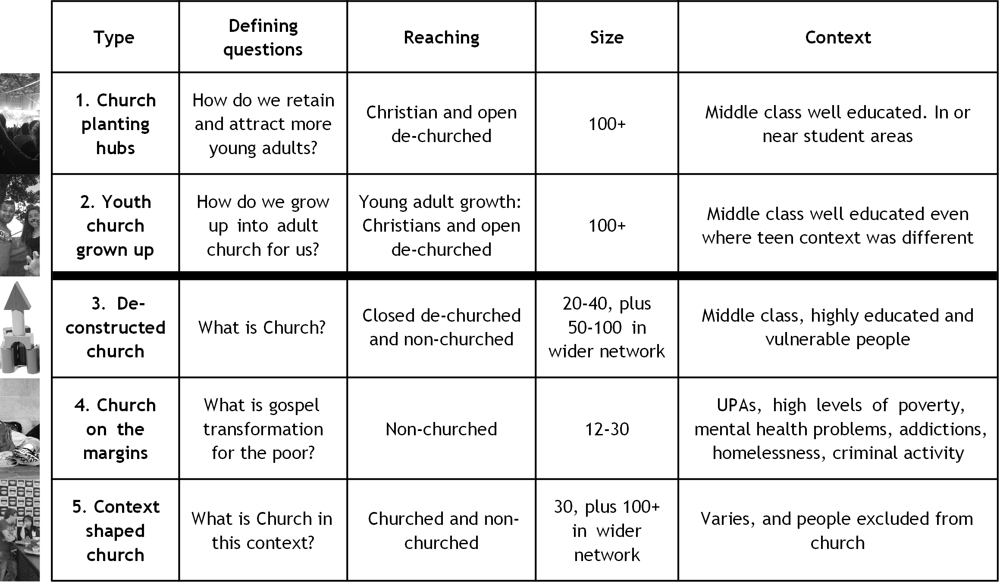 Type
Defining
questions
Reaching
Size
Context
1. Church
planting
hubs
How do we retain
and attract more
young adults?
Christian and open
de-churched
100+
Middle class well educated. In or
near student areas
2. Youth
church
grown up
How do we grow
up into adult
church for us?
Young adult growth:
Christians and open
de-churched
100+
Middle class well educated even
where teen context was different
3. De-
constructed
church
What is Church?
Closed de-churched
and non-churched
20-40, plus
50-100 in
wider network
Middle class, highly educated and
vulnerable people
4. Church
on the
margins
What is gospel
transformation
for the poor?
Non-churched
12-30
UPAs, high levels of poverty,
mental health problems, addictions,
homelessness, criminal activity
5. Context
shaped
church
What is Church in
this context?
Churched and non-
churched
30, plus 100+
in wider
network
Varies, and people excluded from
church